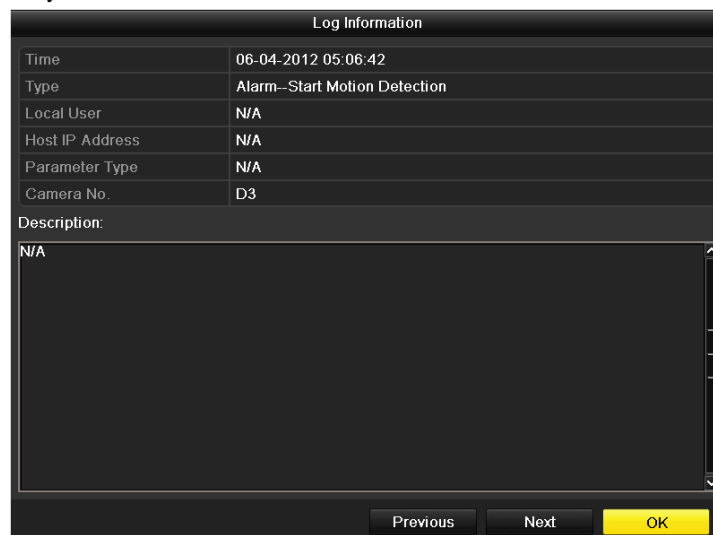 Log Information
Time 06-04-2012 05:06:42
Type Alarm--Start Motion Detection
Local User N/A
Host IP Address N/A
Parameter Type N/A
Camera No. D3
Description:
N/A
Previous Next OK